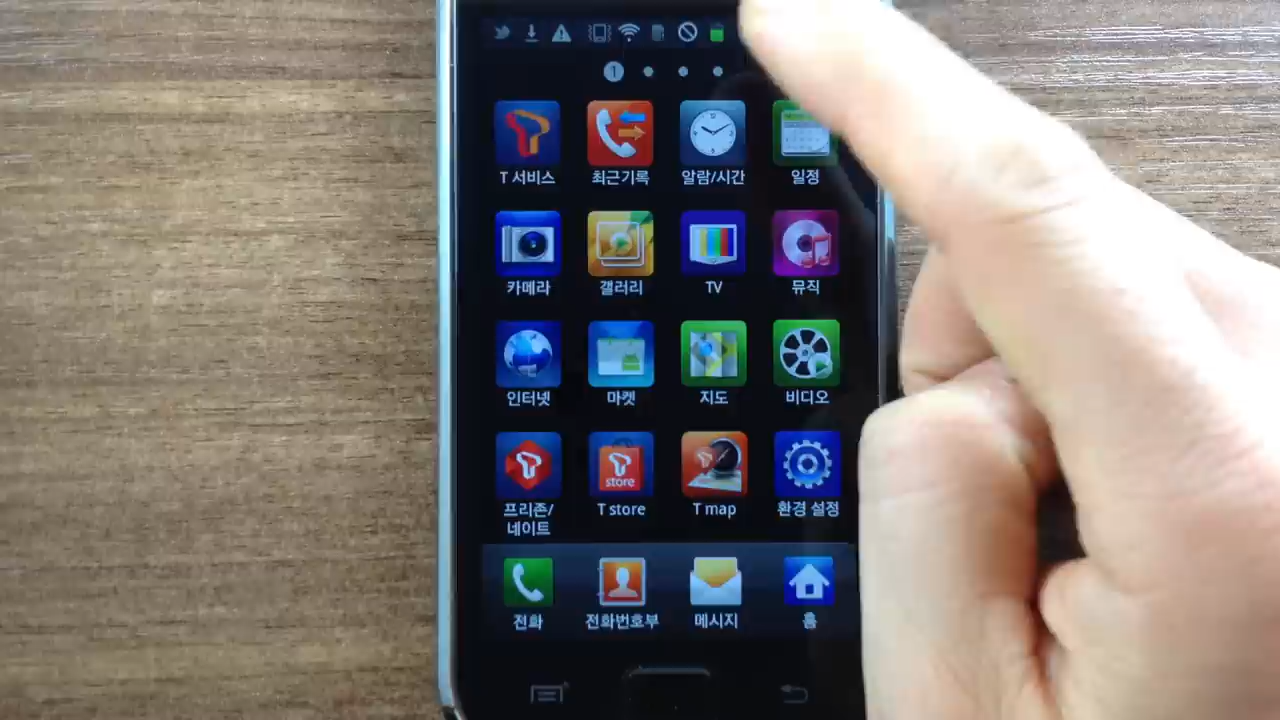 1
T 서비스
최근기록
알람/시간
일정
카메라
갤러리
TV
뮤직
인터넷
마켓
지도
비디오
프리존/
네이트
store
T store
T map
환경 설정
전화
전화번호부
메시지
홈